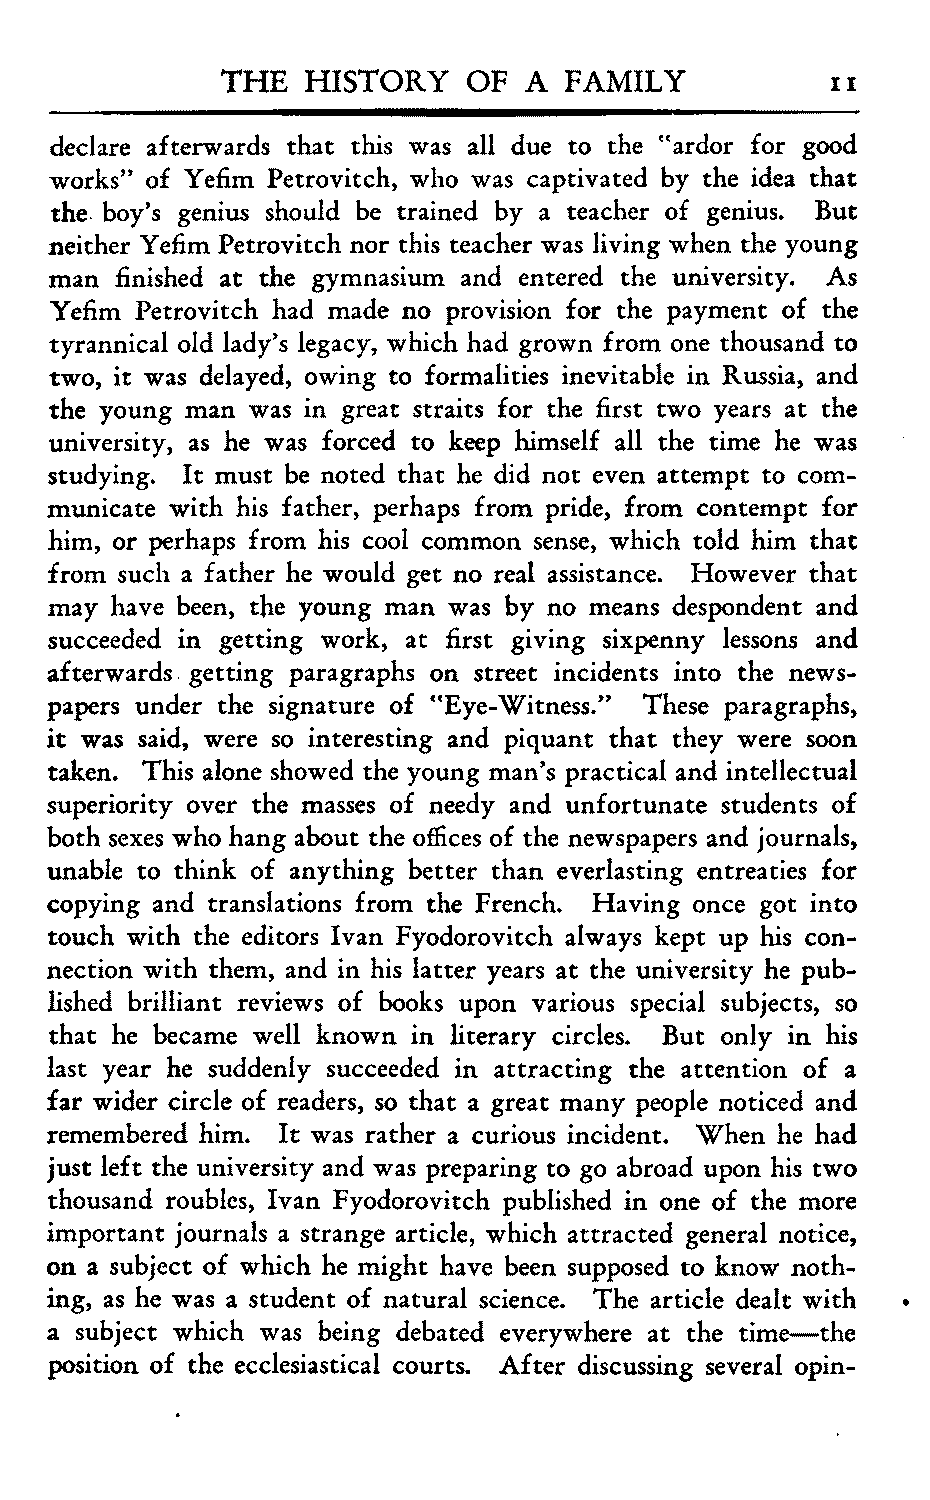 THE HISTORY OF A FAMILY 11
declare afterwards that this was all due to the "ardor for good
works" of Yefim Petrovitch, who was captivated by the idea that
the boy's genius should be trained by a teacher of genius. But
neither Yefim Petrovitch nor this teacher was living when the young
man finished at the gymnasium and entered the university. As
Yefim Petrovitch had made no provision for the payment of the
tyrannical old lady's legacy, which had grown from one thousand to
two, it was delayed, owing to formalities inevitable in Russia, and
the young man was in great straits for the first two years at the
university, as he was forced to keep himself all the time he was
studying. It must be noted that he did not even attempt to com-
municate with his father, perhaps from pride, from contempt for
him, or perhaps from his cool common sense, which told him that
from such a father he would get no real assistance. However that
may have been, the young man was by no means despondent and
succeeded in getting work, at first giving sixpenny lessons and
afterwards getting paragraphs on street incidents into the news-
papers under the signature of "Eye-Witness." These paragraphs,
it was said, were so interesting and piquant that they were soon
taken. This alone showed the young man's practical and intellectual
superiority over the masses of needy and unfortunate students of
both sexes who hang about the offices of the newspapers and journals,
unable to think of anything better than everlasting entreaties for
copying and translations from the French. Having once got into
touch with the editors Ivan Fyodorovitch always kept up his con-
nection with them, and in his latter years at the university he pub-
lished brilliant reviews of books upon various special subjects, so
that he became well known in literary circles. But only in his
last year he suddenly succeeded in attracting the attention of a
far wider circle of readers, so that a great many people noticed and
remembered him. It was rather a curious incident. When he had
just left the university and was preparing to go abroad upon his two
thousand roubles, Ivan Fyodorovitch published in one of the more
important journals a strange article, which attracted general notice,
on a subject of which he might have been supposed to know noth-
ing, as he was a student of natural science. The article dealt with
a subject which was being debated everywhere at the time—the
position of the ecclesiastical courts. After discussing several opin-